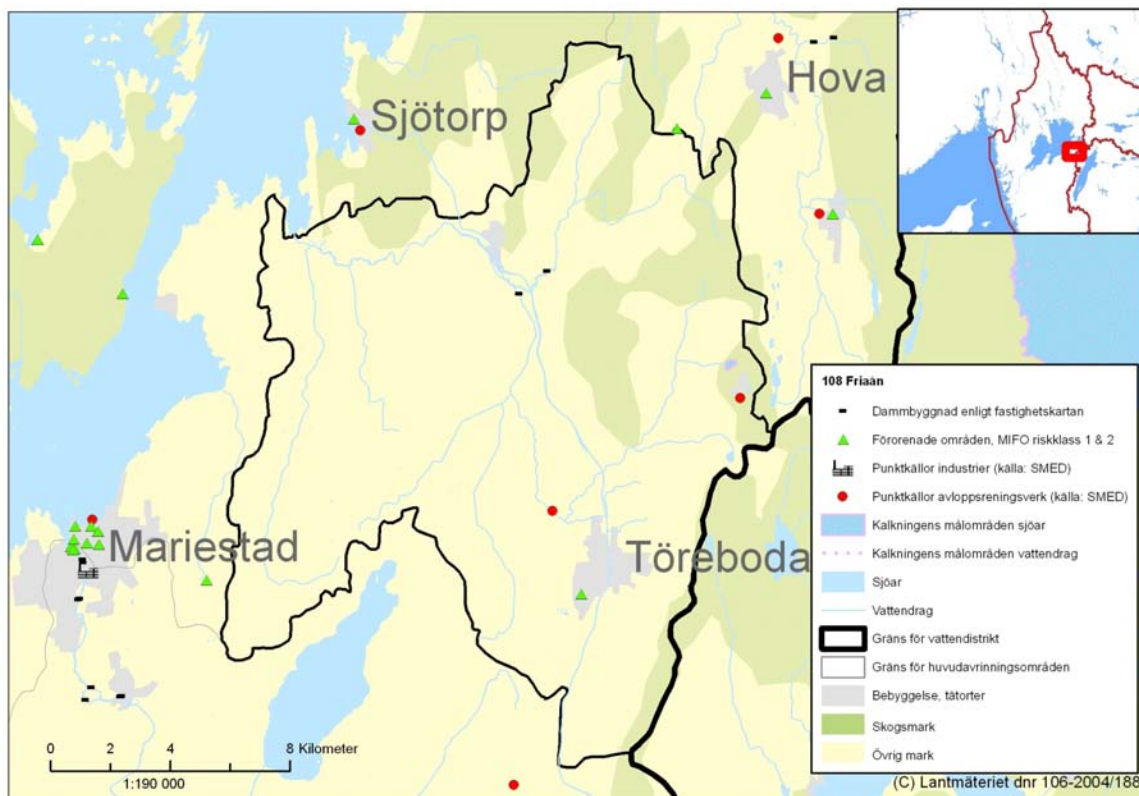 Hova
Sjötorp
Mariestad
Töreboda
108 Friaån
Dammbyggnad enligt fastighetskartan
Förorenade områden, MIFO riskklass 1 & 2
Punktkällor industrier (källa: SMED)
Punktkällor avloppsreningsverk (källa: SMED)
Kalkningens målområden sjöar
Kalkningens målområden vattendrag
Sjöar
Vattendrag
Gräns för vattendistrikt
Gräns för huvudavrinningsområden
Bebyggelse, tätorter
Skogsmark
Övrig mark
0 2 4 8 Kilometer
1:190 000
(C) Lantmäteriet dnr 106-2004/188